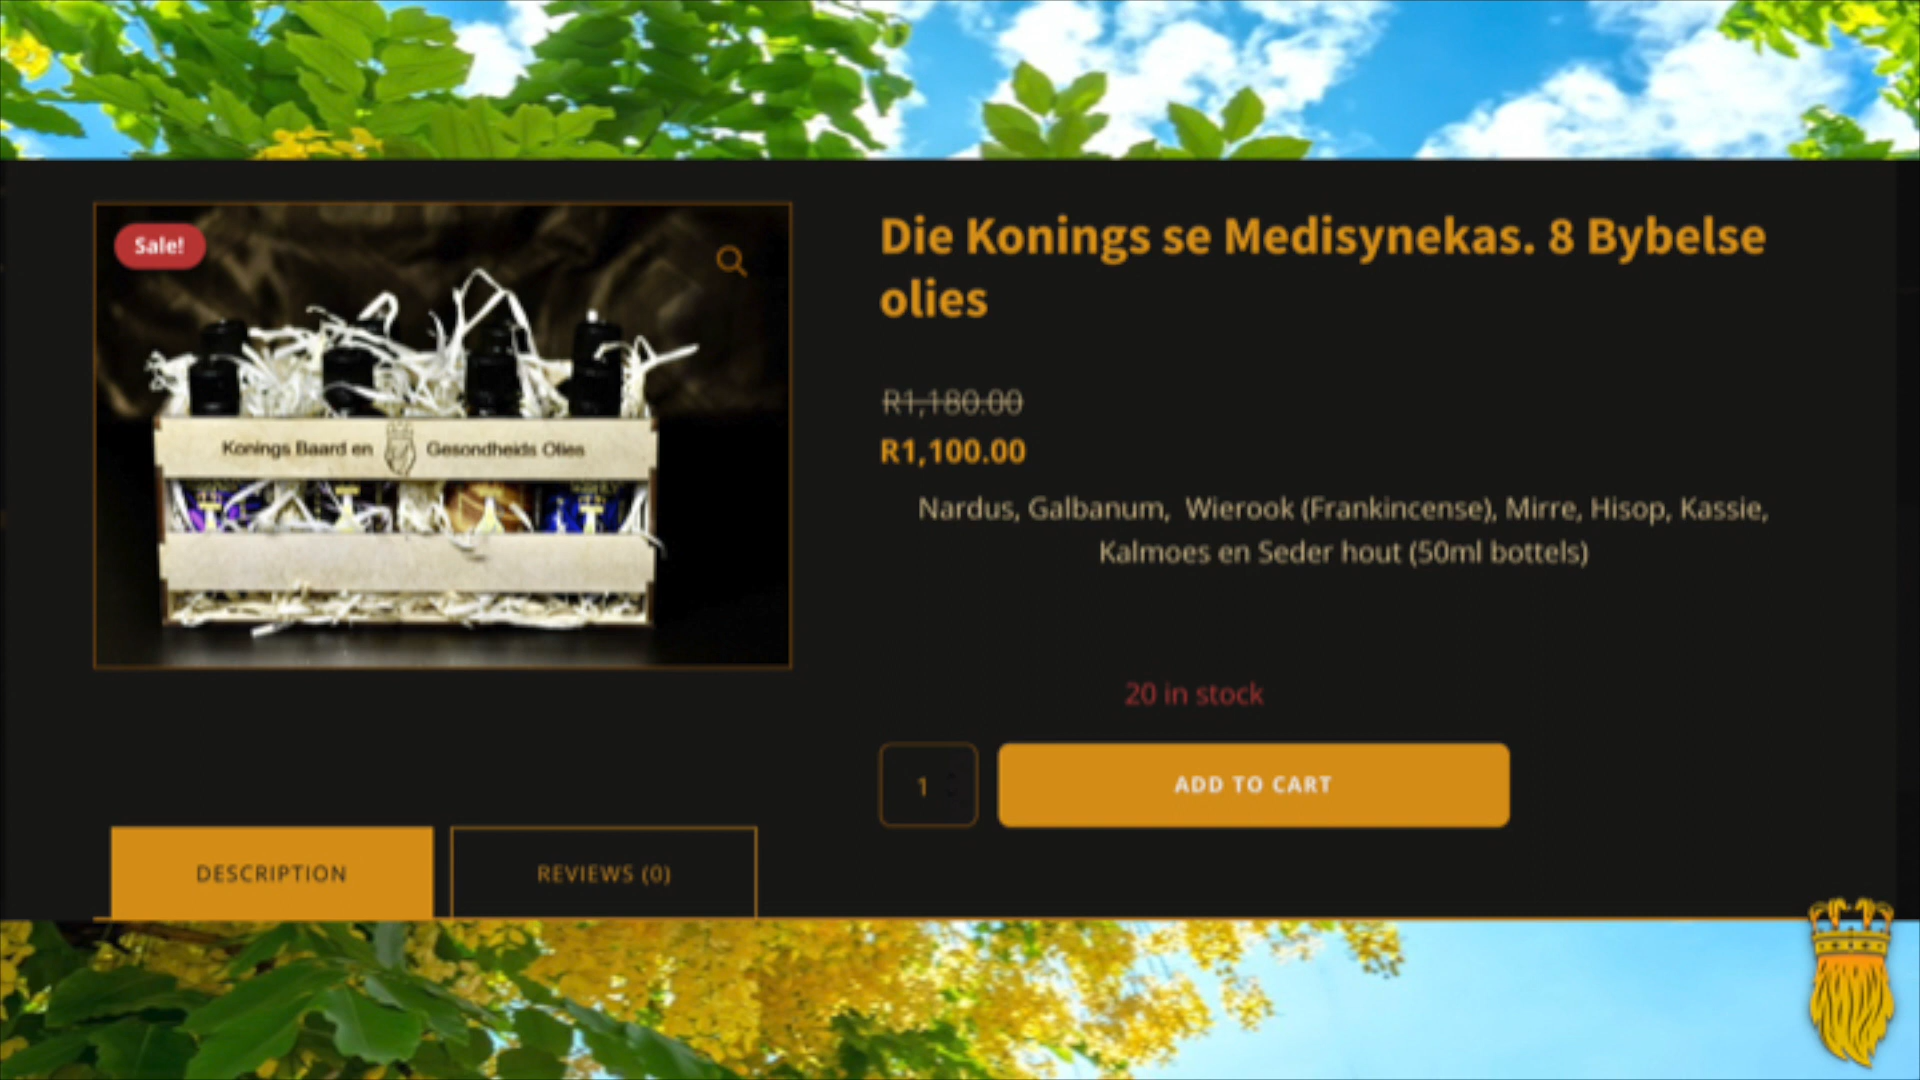 Sale!
Konings Baard en Gesondheids Olies
Die Konings se Medisynekas. 8 Bybelse
olies
R1,180.00
R1,100.00
Nardus, Galbanum, Wierook (Frankincense), Mirre, Hisop, Kassie,
Kalmoes en Seder hout (50ml bottels)
20 in stock
1
ADD TO CART
DESCRIPTION
REVIEWS (0)